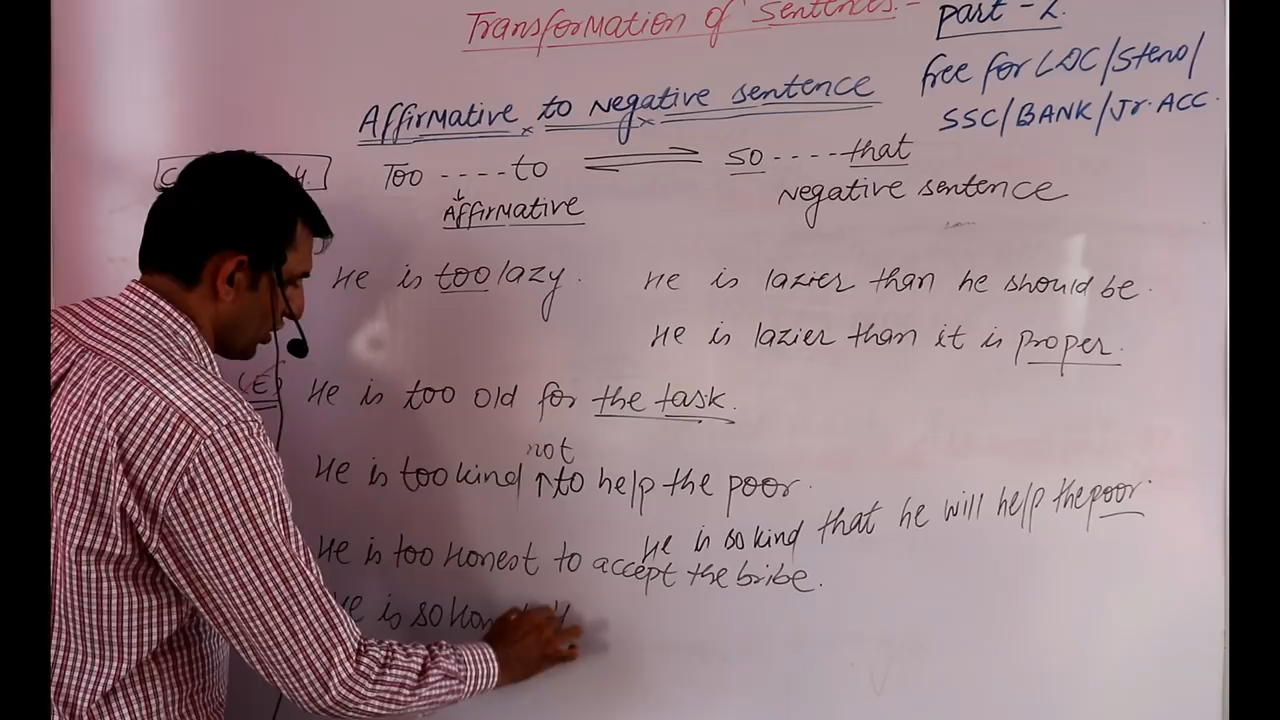 Transformation of Sentences:-
part - 2.
free for LDC/Steno/
SSC/BANK/Jr. ACC.
Affirmative to Negative sentence
Too ----to so ----that
Affirmative Negative sentence
He is too lazy. He is lazier than he should be.
He is lazier than it is proper.
(E) He is too old for the task.
not
He is too kind ↑ to help the poor.
He is so kind that he will help the poor.
He is too honest to accept the bribe.
He is so